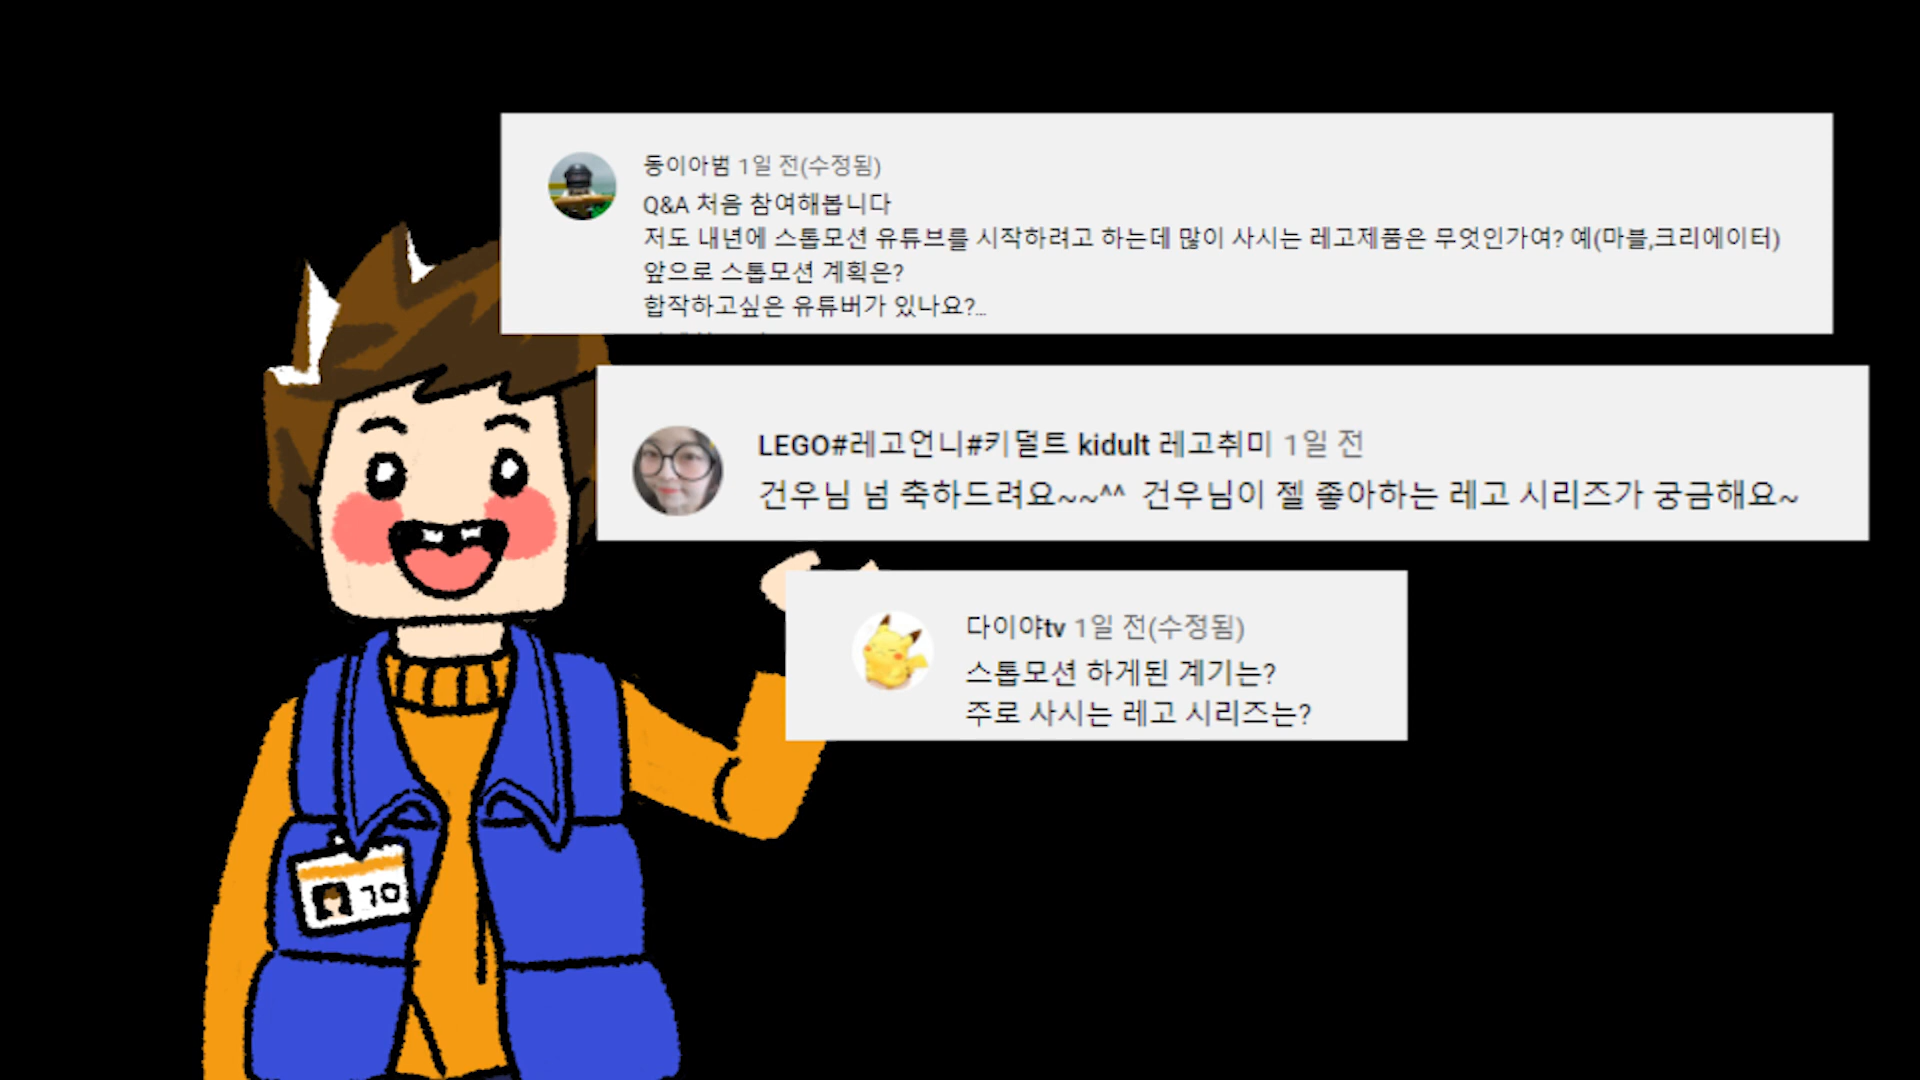 동이아범 1일 전(수정됨)
Q&A 처음 참여해봅니다
저도 내년에 스톱모션 유튜브를 시작하려고 하는데 많이 사시는 레고제품은 무엇인가여? 예(마블,크리에이터)
앞으로 스톱모션 계획은?
합작하고싶은 유튜버가 있나요?...
LEGO#레고언니#키덜트 kidult 레고취미 1일 전
건우님 넘 축하드려요~~^^ 건우님이 젤 좋아하는 레고 시리즈가 궁금해요~
다이야tv 1일 전(수정됨)
스톱모션 하게된 계기는?
주로 사시는 레고 시리즈는?